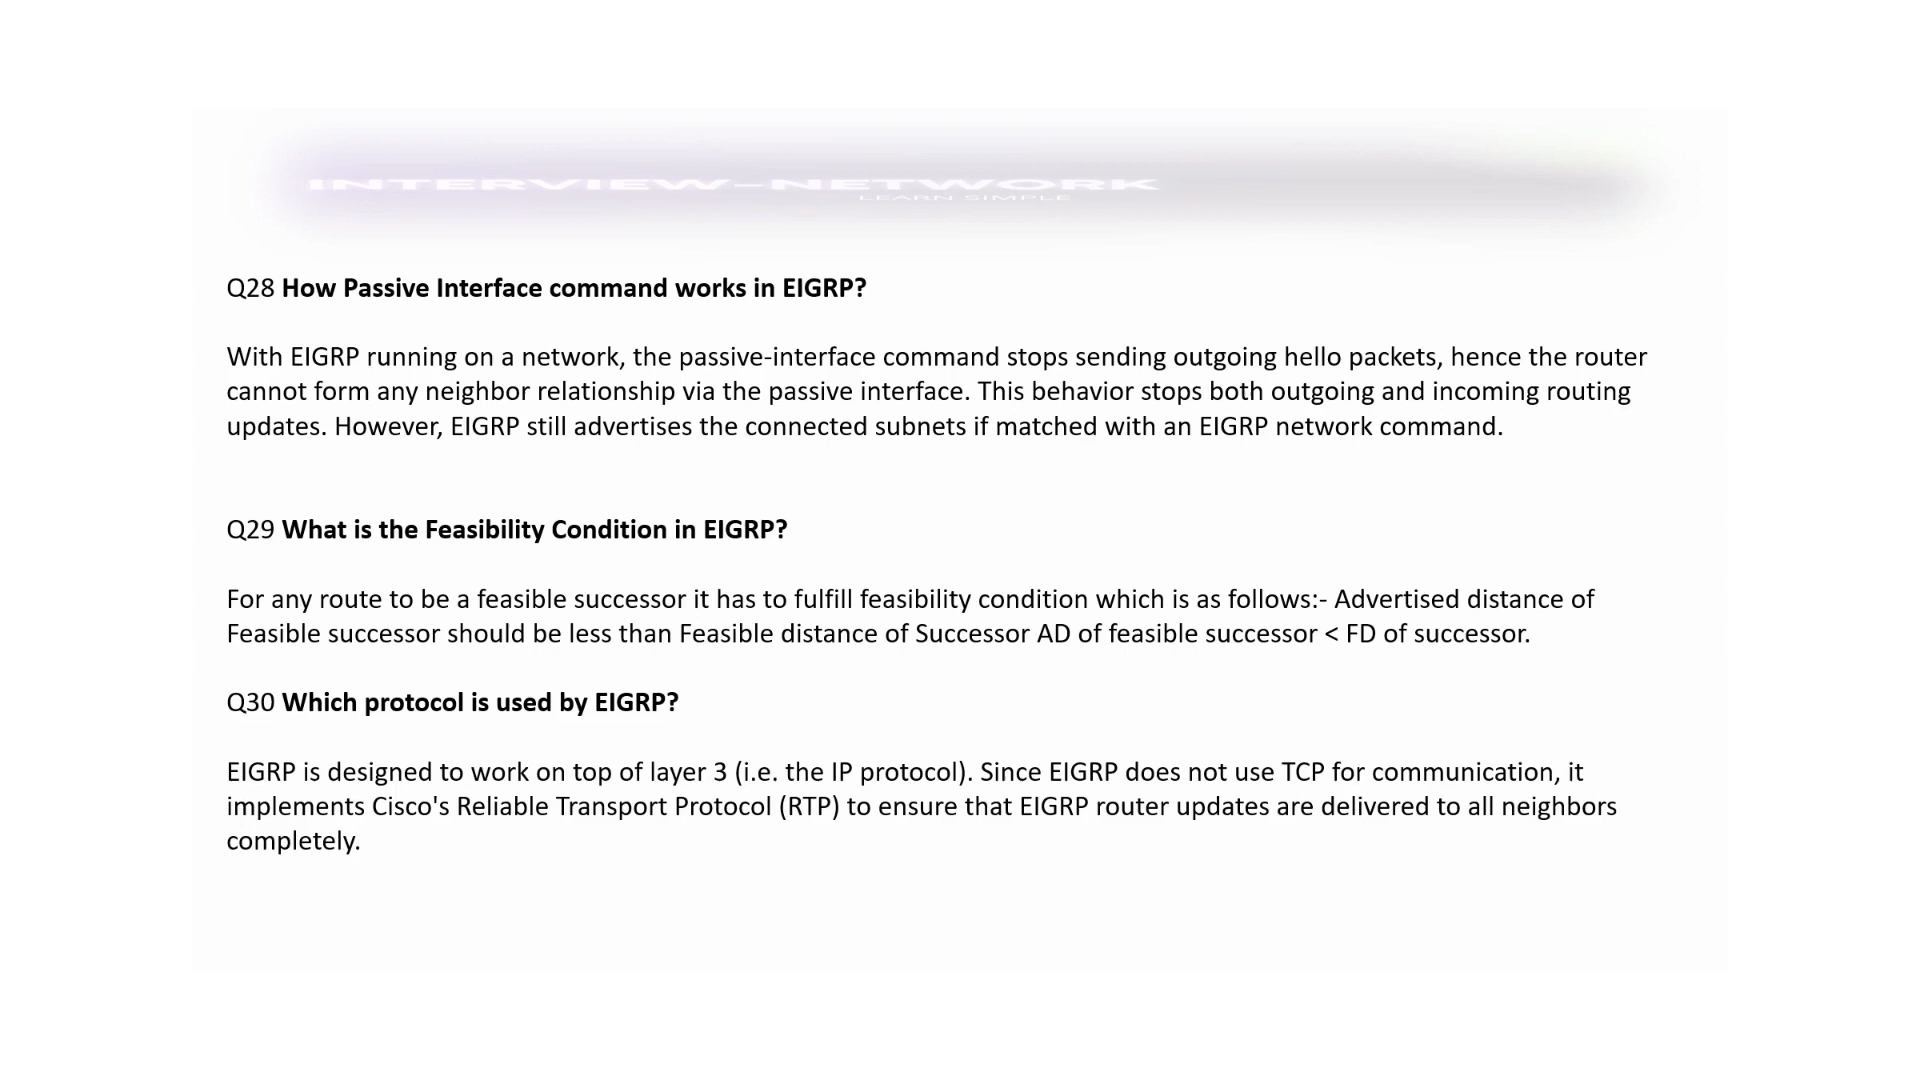 INTERVIEW-NETWORK
LEARN SIMPLE
Q28 How Passive Interface command works in EIGRP?
With EIGRP running on a network, the passive-interface command stops sending outgoing hello packets, hence the router
cannot form any neighbor relationship via the passive interface. This behavior stops both outgoing and incoming routing
updates. However, EIGRP still advertises the connected subnets if matched with an EIGRP network command.
Q29 What is the Feasibility Condition in EIGRP?
For any route to be a feasible successor it has to fulfill feasibility condition which is as follows:- Advertised distance of
Feasible successor should be less than Feasible distance of Successor AD of feasible successor < FD of successor.
Q30 Which protocol is used by EIGRP?
EIGRP is designed to work on top of layer 3 (i.e. the IP protocol). Since EIGRP does not use TCP for communication, it
implements Cisco's Reliable Transport Protocol (RTP) to ensure that EIGRP router updates are delivered to all neighbors
completely.